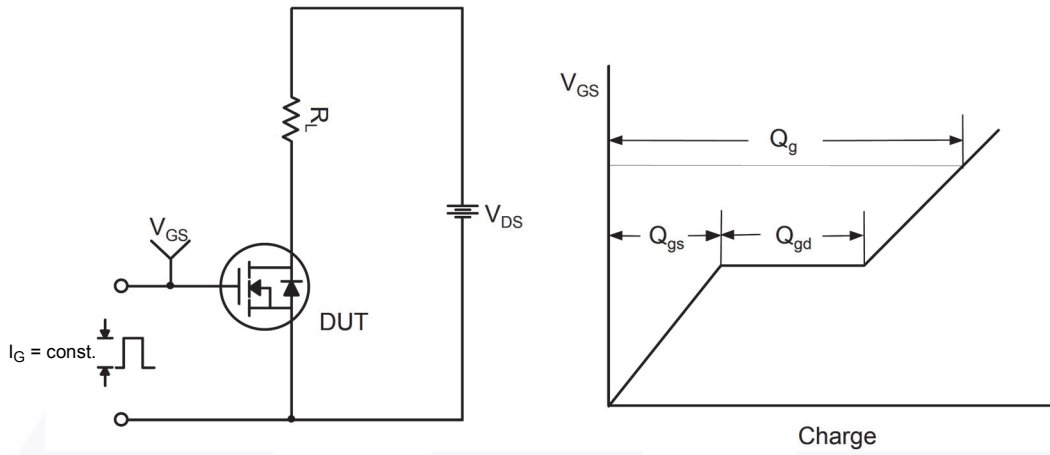 R_L
V_GS
V_DS
DUT
I_G = const.
V_GS
Q_g
Q_gs
Q_gd
Charge